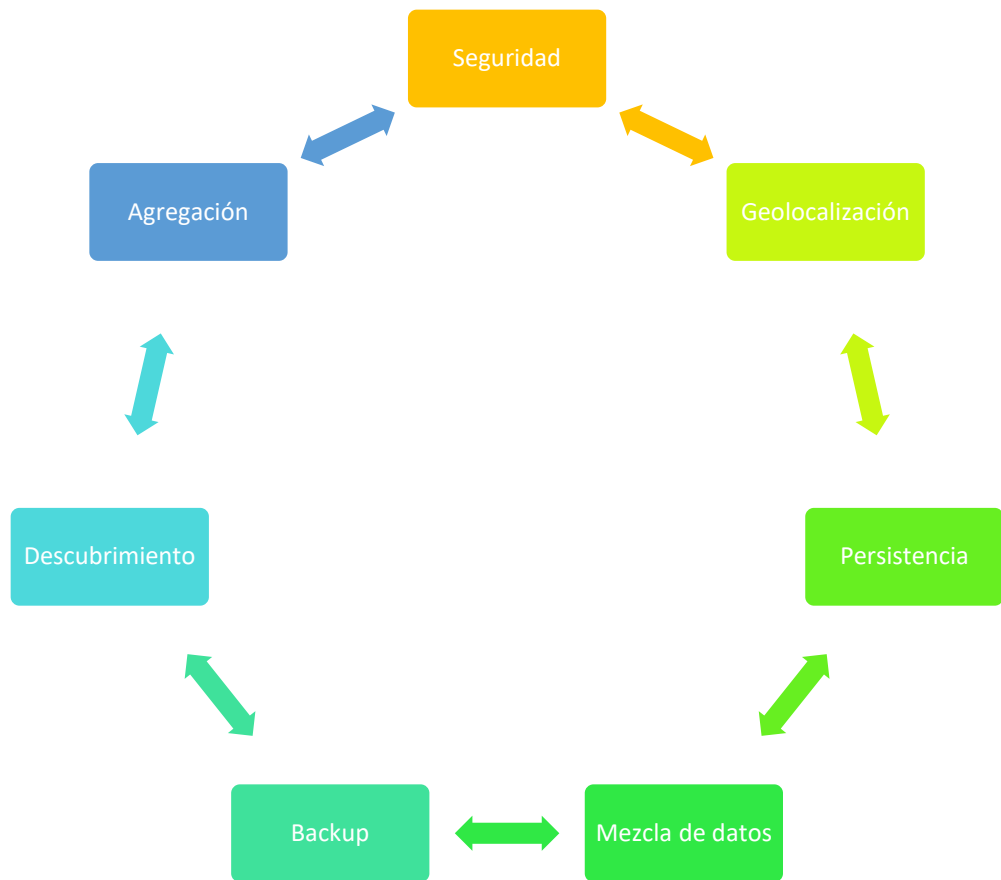 Seguridad
Geolocalización
Persistencia
Mezcla de datos
Backup
Descubrimiento
Agregación